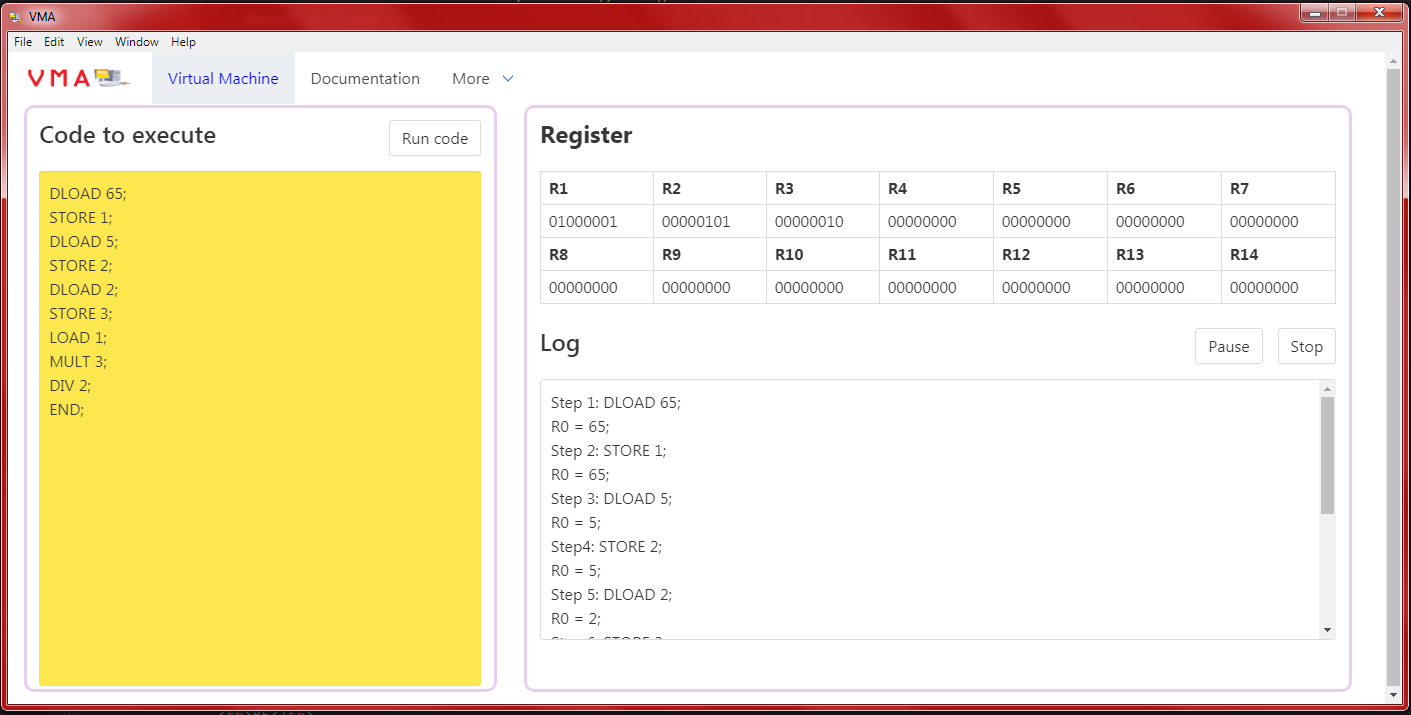 VMA
File Edit View Window Help
VMA Virtual Machine Documentation More
Code to execute Run code
DLOAD 65;
STORE 1;
DLOAD 5;
STORE 2;
DLOAD 2;
STORE 3;
LOAD 1;
MULT 3;
DIV 2;
END;
Register
R1 R2 R3 R4 R5 R6 R7
01000001 00000101 00000010 00000000 00000000 00000000 00000000
R8 R9 R10 R11 R12 R13 R14
00000000 00000000 00000000 00000000 00000000 00000000 00000000
Log Pause Stop
Step 1: DLOAD 65;
R0 = 65;
Step 2: STORE 1;
R0 = 65;
Step 3: DLOAD 5;
R0 = 5;
Step4: STORE 2;
R0 = 5;
Step 5: DLOAD 2;
R0 = 2;